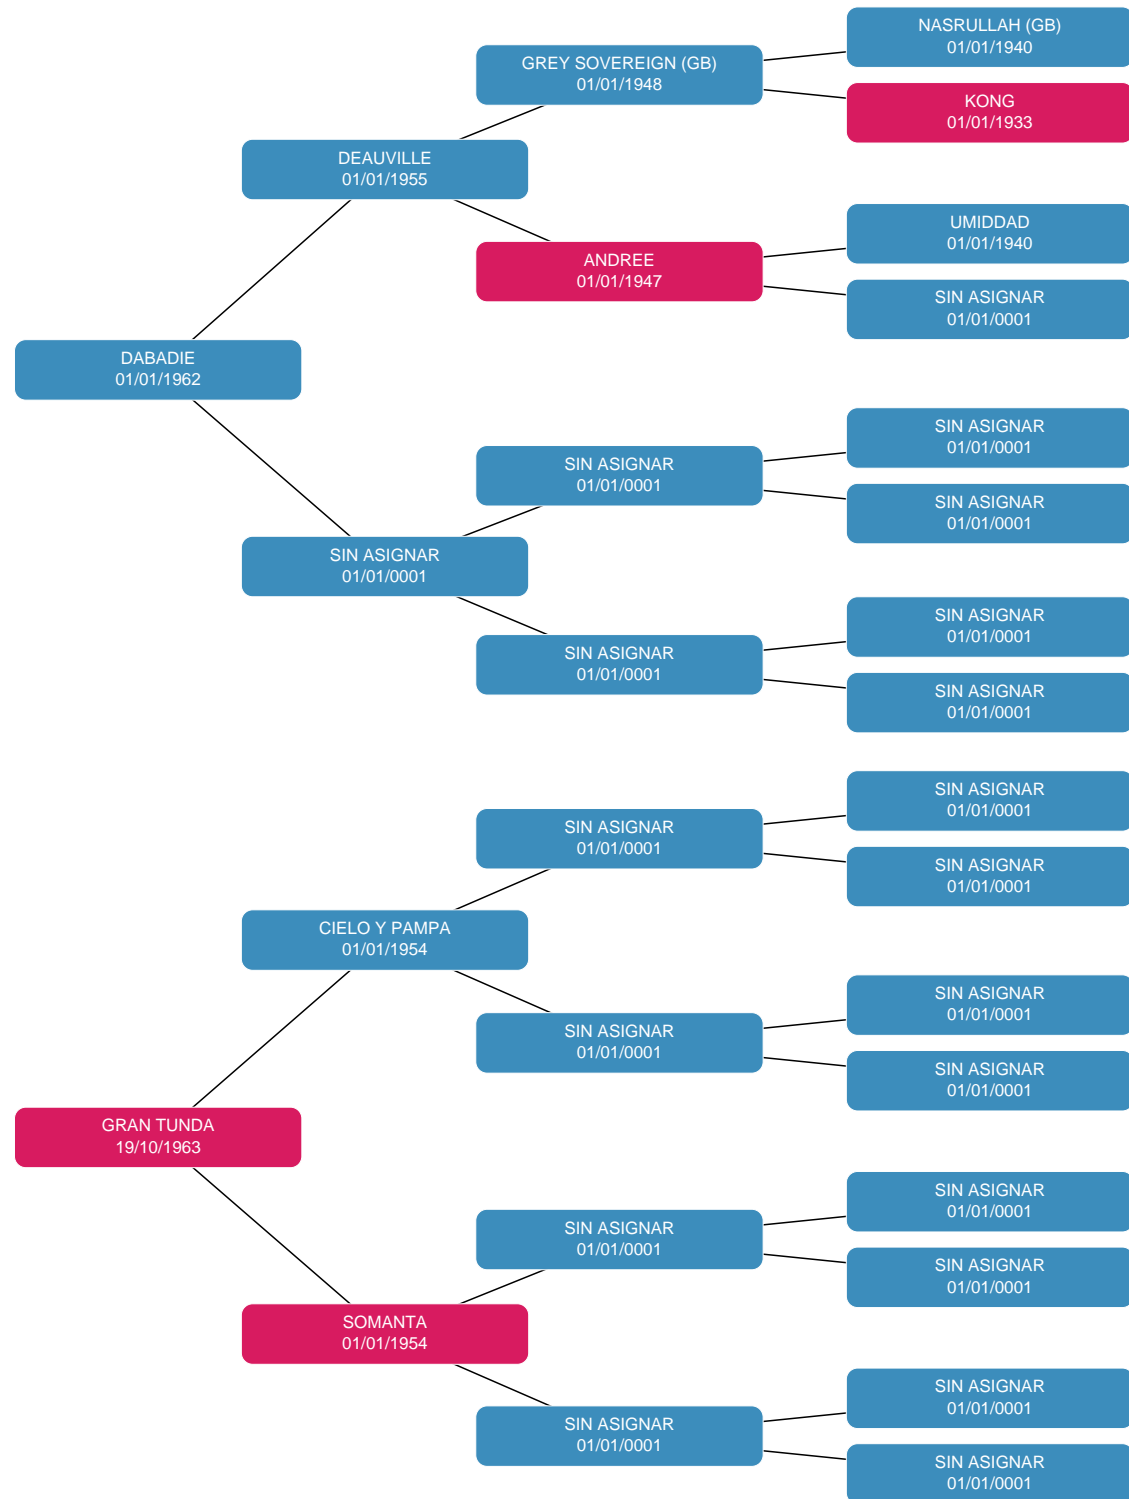 NASRULLAH (GB)
01/01/1940
GREY SOVEREIGN (GB)
01/01/1948
KONG
01/01/1933
DEAUVILLE
01/01/1955
UMIDDAD
01/01/1940
ANDREE
01/01/1947
SIN ASIGNAR
01/01/0001
DABADIE
01/01/1962
SIN ASIGNAR
01/01/0001
SIN ASIGNAR
01/01/0001
SIN ASIGNAR
01/01/0001
SIN ASIGNAR
01/01/0001
SIN ASIGNAR
01/01/0001
SIN ASIGNAR
01/01/0001
SIN ASIGNAR
01/01/0001
SIN ASIGNAR
01/01/0001
SIN ASIGNAR
01/01/0001
SIN ASIGNAR
01/01/0001
CIELO Y PAMPA
01/01/1954
SIN ASIGNAR
01/01/0001
SIN ASIGNAR
01/01/0001
SIN ASIGNAR
01/01/0001
GRAN TUNDA
19/10/1963
SIN ASIGNAR
01/01/0001
SIN ASIGNAR
01/01/0001
SIN ASIGNAR
01/01/0001
SOMANTA
01/01/1954
SIN ASIGNAR
01/01/0001
SIN ASIGNAR
01/01/0001
SIN ASIGNAR
01/01/0001